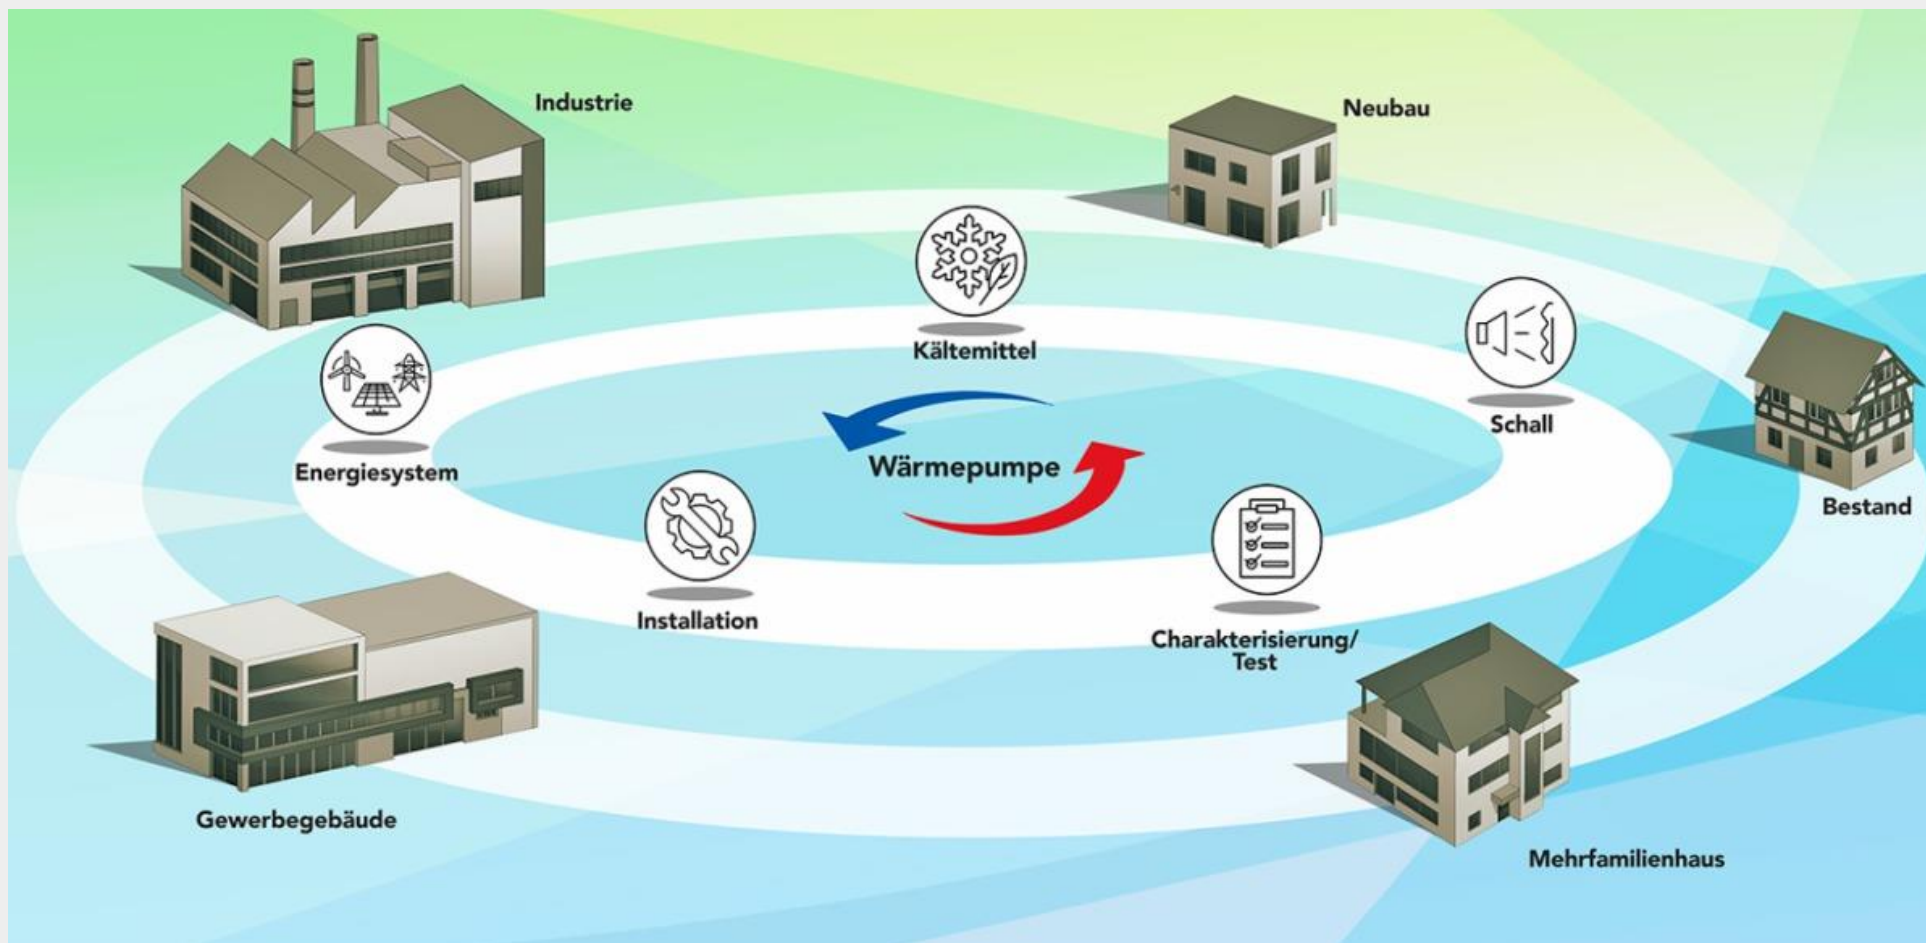 Industrie
Neubau
Kältemittel
Schall
Energiesystem
Wärmepumpe
Bestand
Installation
Charakterisierung/
Test
Gewerbegebäude
Mehrfamilienhaus